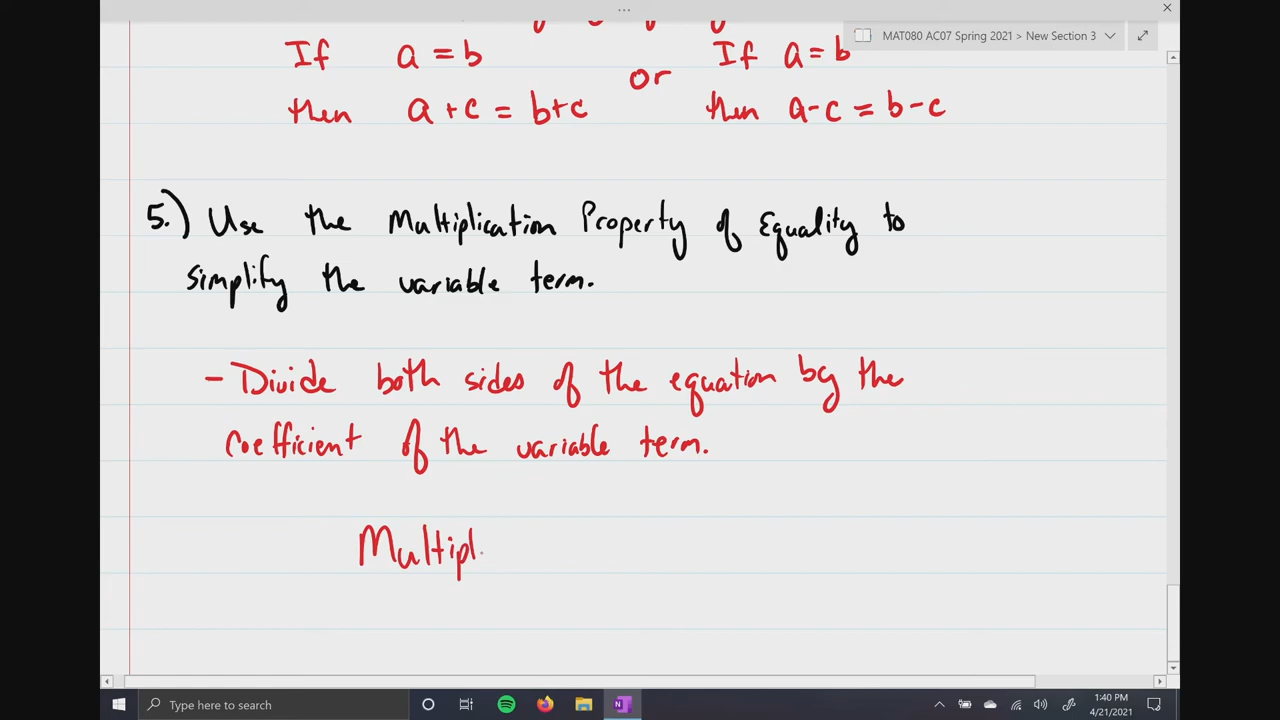 MAT080 AC07 Spring 2021 > New Section 3
If a = b If a = b
or
then a + c = b + c then a - c = b - c
5.) Use the Multiplication Property of Equality to
simplify the variable term.
- Divide both sides of the equation by the
coefficient of the variable term.
Multipl
Type here to search
1:40 PM
4/21/2021